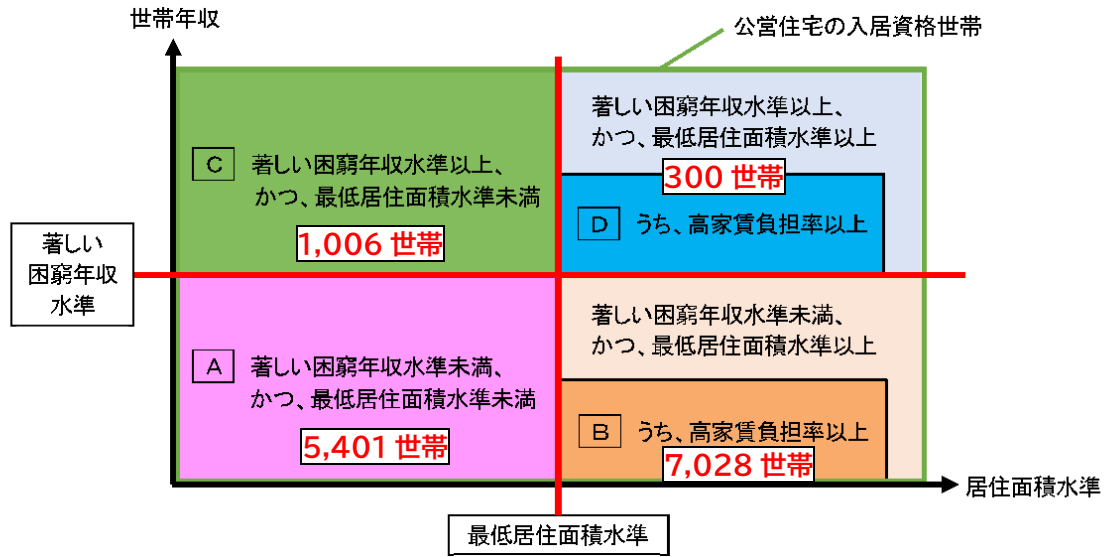 世帯年収
公営住宅の入居資格世帯
著しい困窮年収水準以上、
かつ、最低居住面積水準以上
300 世帯
C 著しい困窮年収水準以上、
かつ、最低居住面積水準未満
1,006 世帯
D うち、高家賃負担率以上
著しい
困窮年収
水準
著しい困窮年収水準未満、
かつ、最低居住面積水準以上
A 著しい困窮年収水準未満、
かつ、最低居住面積水準未満
5,401 世帯
B うち、高家賃負担率以上
7,028 世帯
居住面積水準
最低居住面積水準